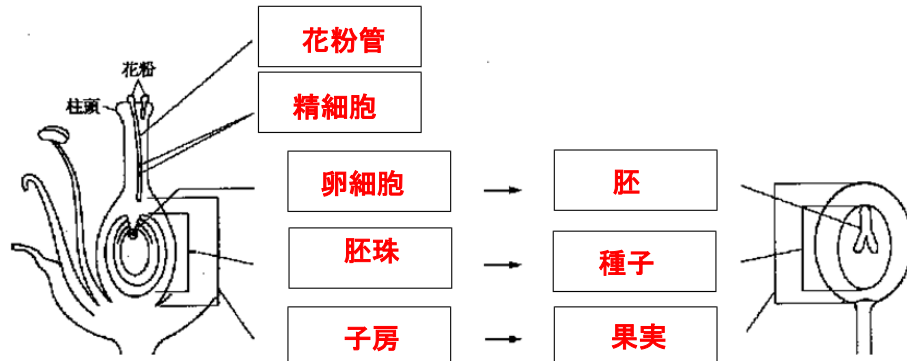 花粉管
花粉
柱頭
精細胞
卵細胞 → 胚
胚珠 → 種子
子房 → 果実